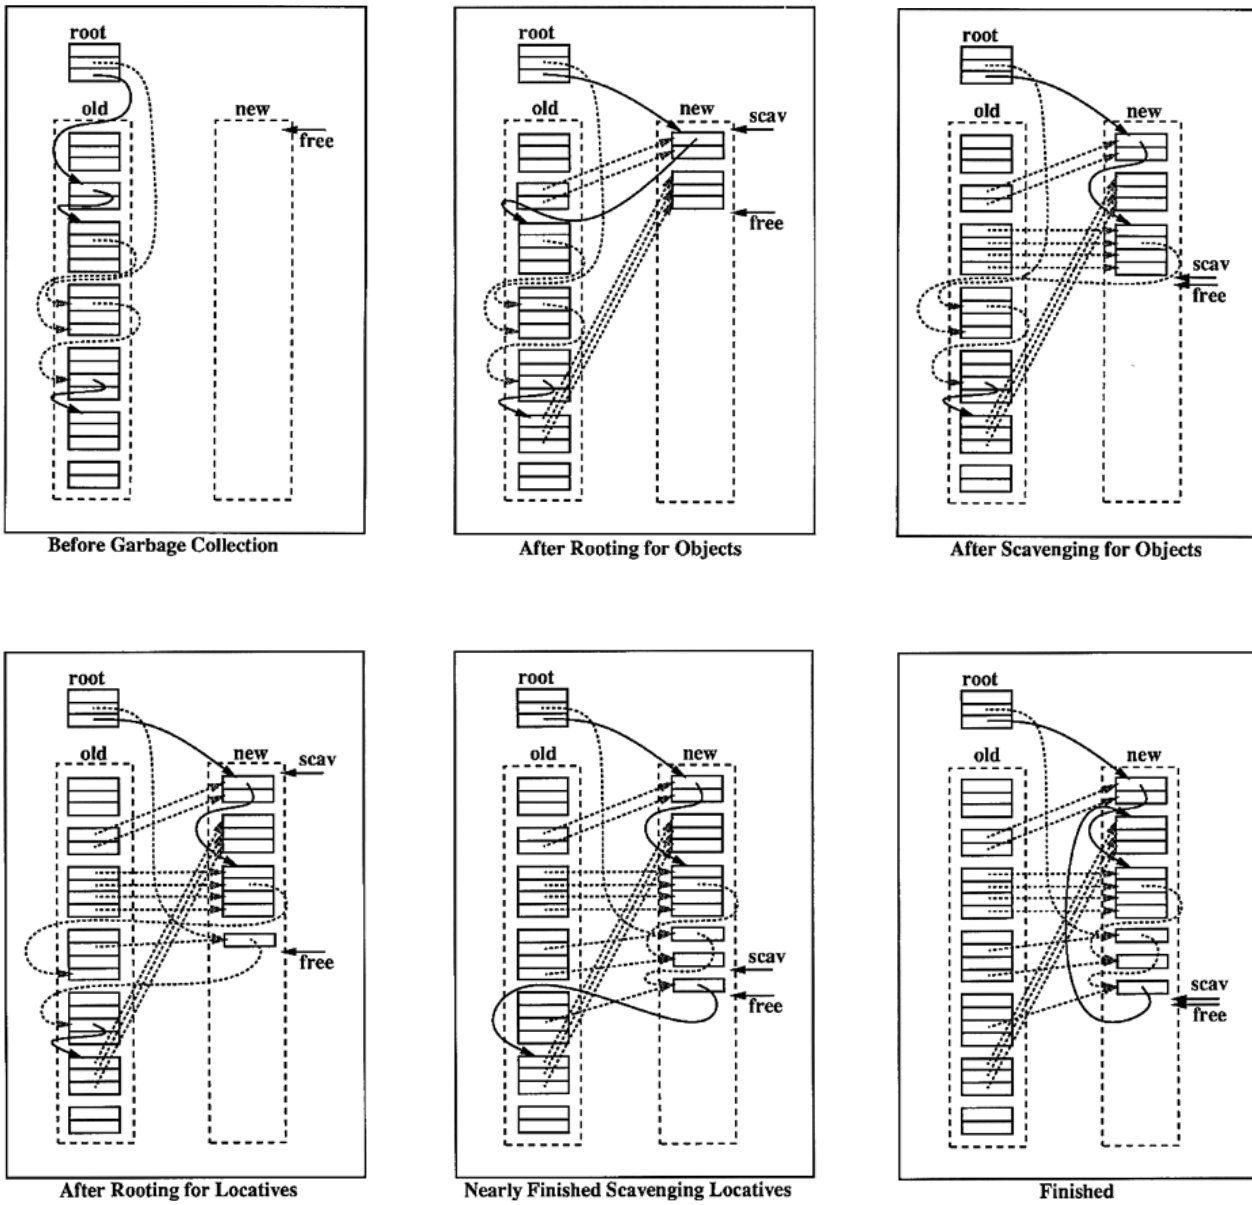 root
old
new
free
Before Garbage Collection
root
old
new
scav
free
After Rooting for Objects
root
old
new
scav
free
After Scavenging for Objects
root
old
new
scav
free
After Rooting for Locatives
root
old
new
scav
free
Nearly Finished Scavenging Locatives
root
old
new
scav
free
Finished